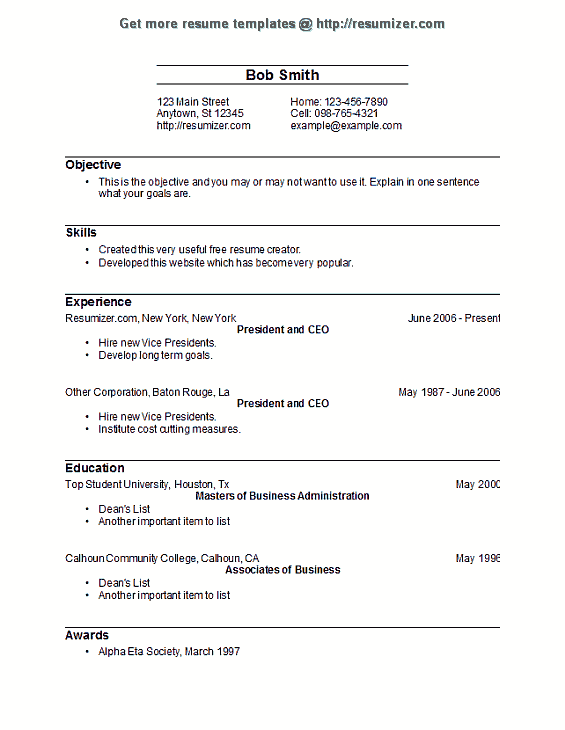 Get more resume templates @ http://resumizer.com
Bob Smith
123 Main Street Home: 123-456-7890
Anytown, St 12345 Cell: 098-765-4321
http://resumizer.com example@example.com
Objective
• This is the objective and you may or may not want to use it. Explain in one sentence
what your goals are.
Skills
• Created this very useful free resume creator.
• Developed this website which has become very popular.
Experience
Resumizer.com, New York, New York June 2006 - Present
President and CEO
• Hire new Vice Presidents.
• Develop long term goals.
Other Corporation, Baton Rouge, La May 1987 - June 2006
President and CEO
• Hire new Vice Presidents.
• Institute cost cutting measures.
Education
Top Student University, Houston, Tx May 2000
Masters of Business Administration
• Dean's List
• Another important item to list
Calhoun Community College, Calhoun, CA May 1996
Associates of Business
• Dean's List
• Another important item to list
Awards
• Alpha Eta Society, March 1997